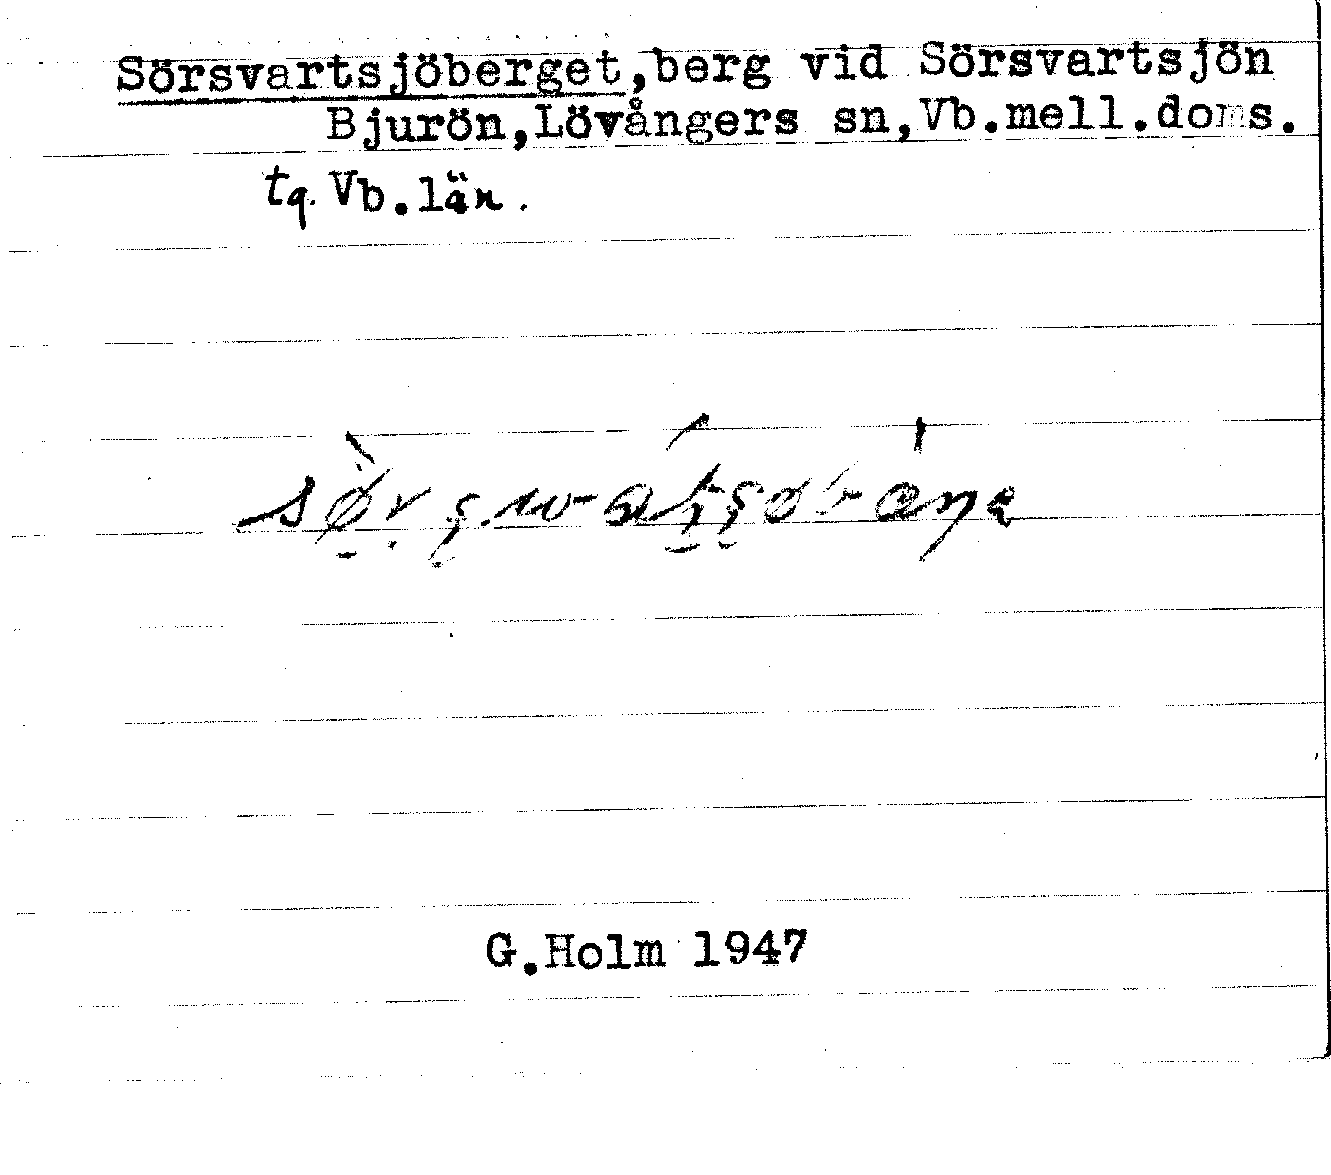 Sörsvartsjöberget,berg vid Sörsvartsjön
Bjurön,Lövångers sn,Vb.mell.doms.
tq. Vb.län.
G.Holm 1947